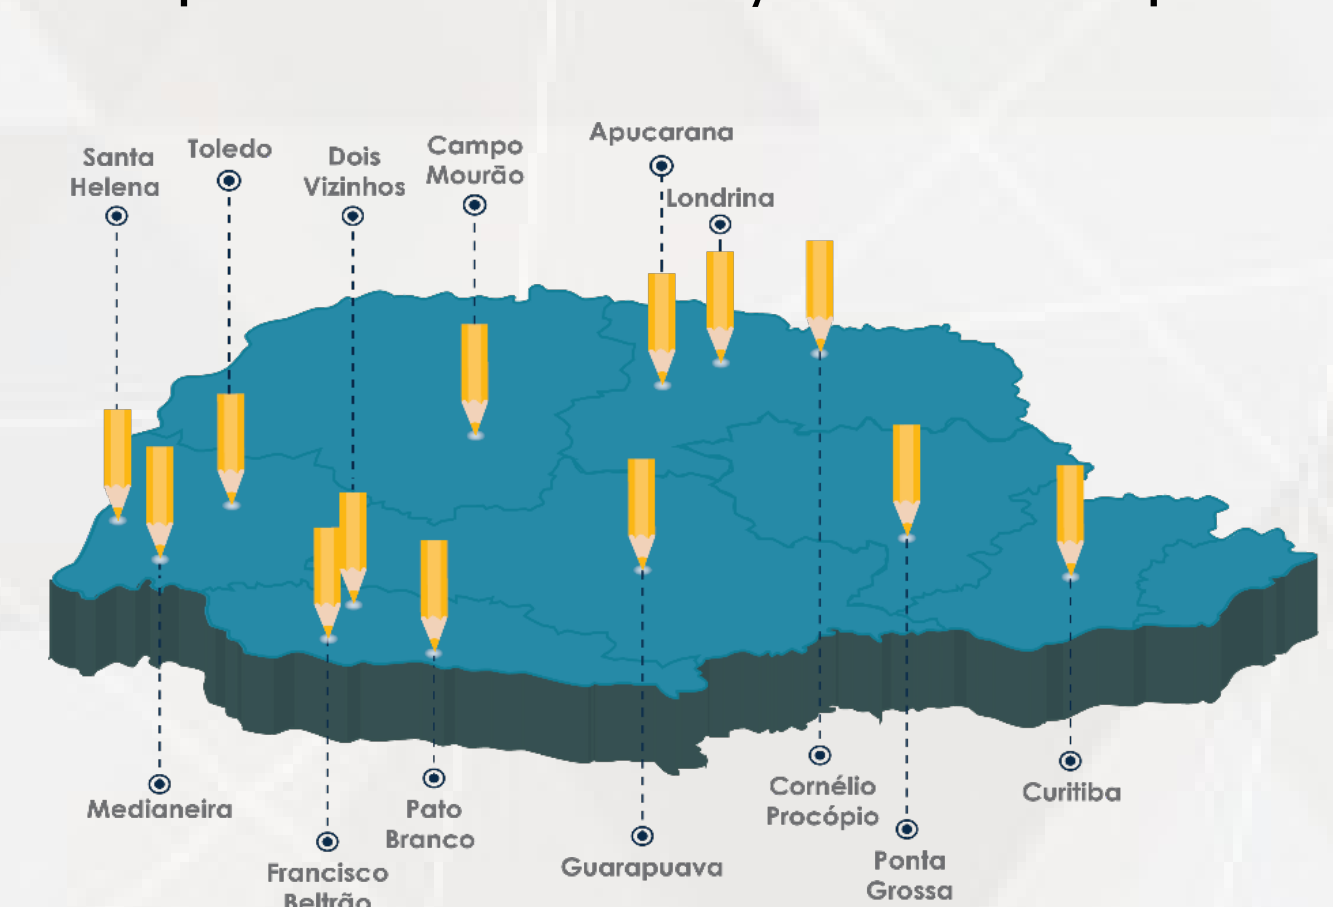 Apucarana
Campo
Mourão
Toledo
Santa
Helena
Dois
Vizinhos
Londrina
Medianeira
Pato
Branco
Francisco
Beltrão
Guarapuava
Cornélio
Procópio
Ponta
Grossa
Curitiba